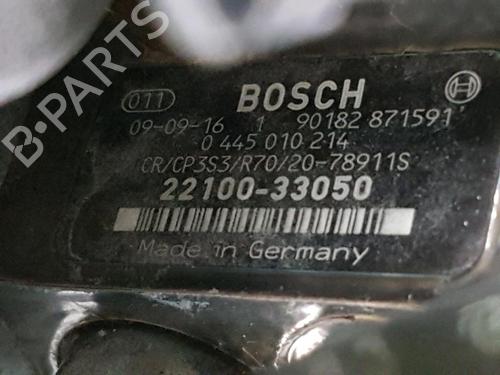 B-PARTS
011 BOSCH
09-09-16 1 90182 871591
0 445 010 214
CR/CP3S3/R70/20-78911S
22100-33050
Made in Germany